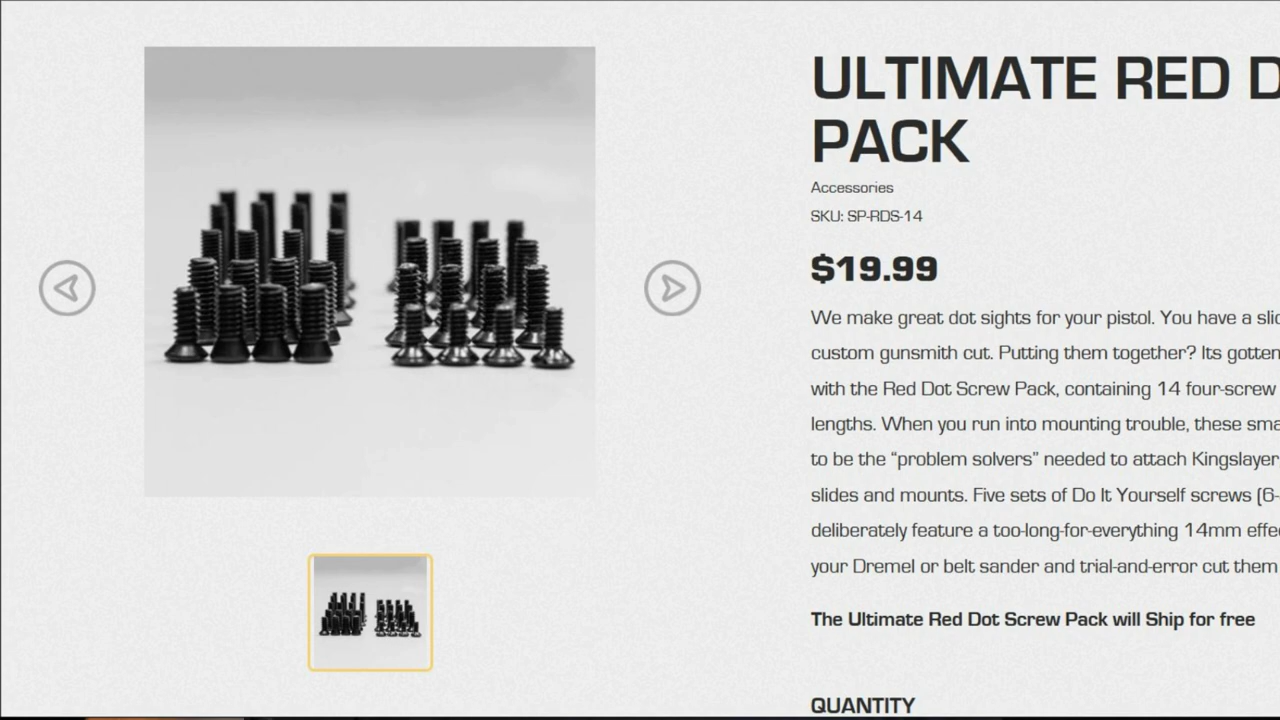 ULTIMATE RED D
PACK
Accessories
SKU: SP-RDS-14
$19.99
We make great dot sights for your pistol. You have a slid
custom gunsmith cut. Putting them together? Its gotten
with the Red Dot Screw Pack, containing 14 four-screw
lengths. When you run into mounting trouble, these sma
to be the “problem solvers” needed to attach Kingslayer
slides and mounts. Five sets of Do It Yourself screws (6-
deliberately feature a too-long-for-everything 14mm effe
your Dremel or belt sander and trial-and-error cut them
The Ultimate Red Dot Screw Pack will Ship for free
QUANTITY